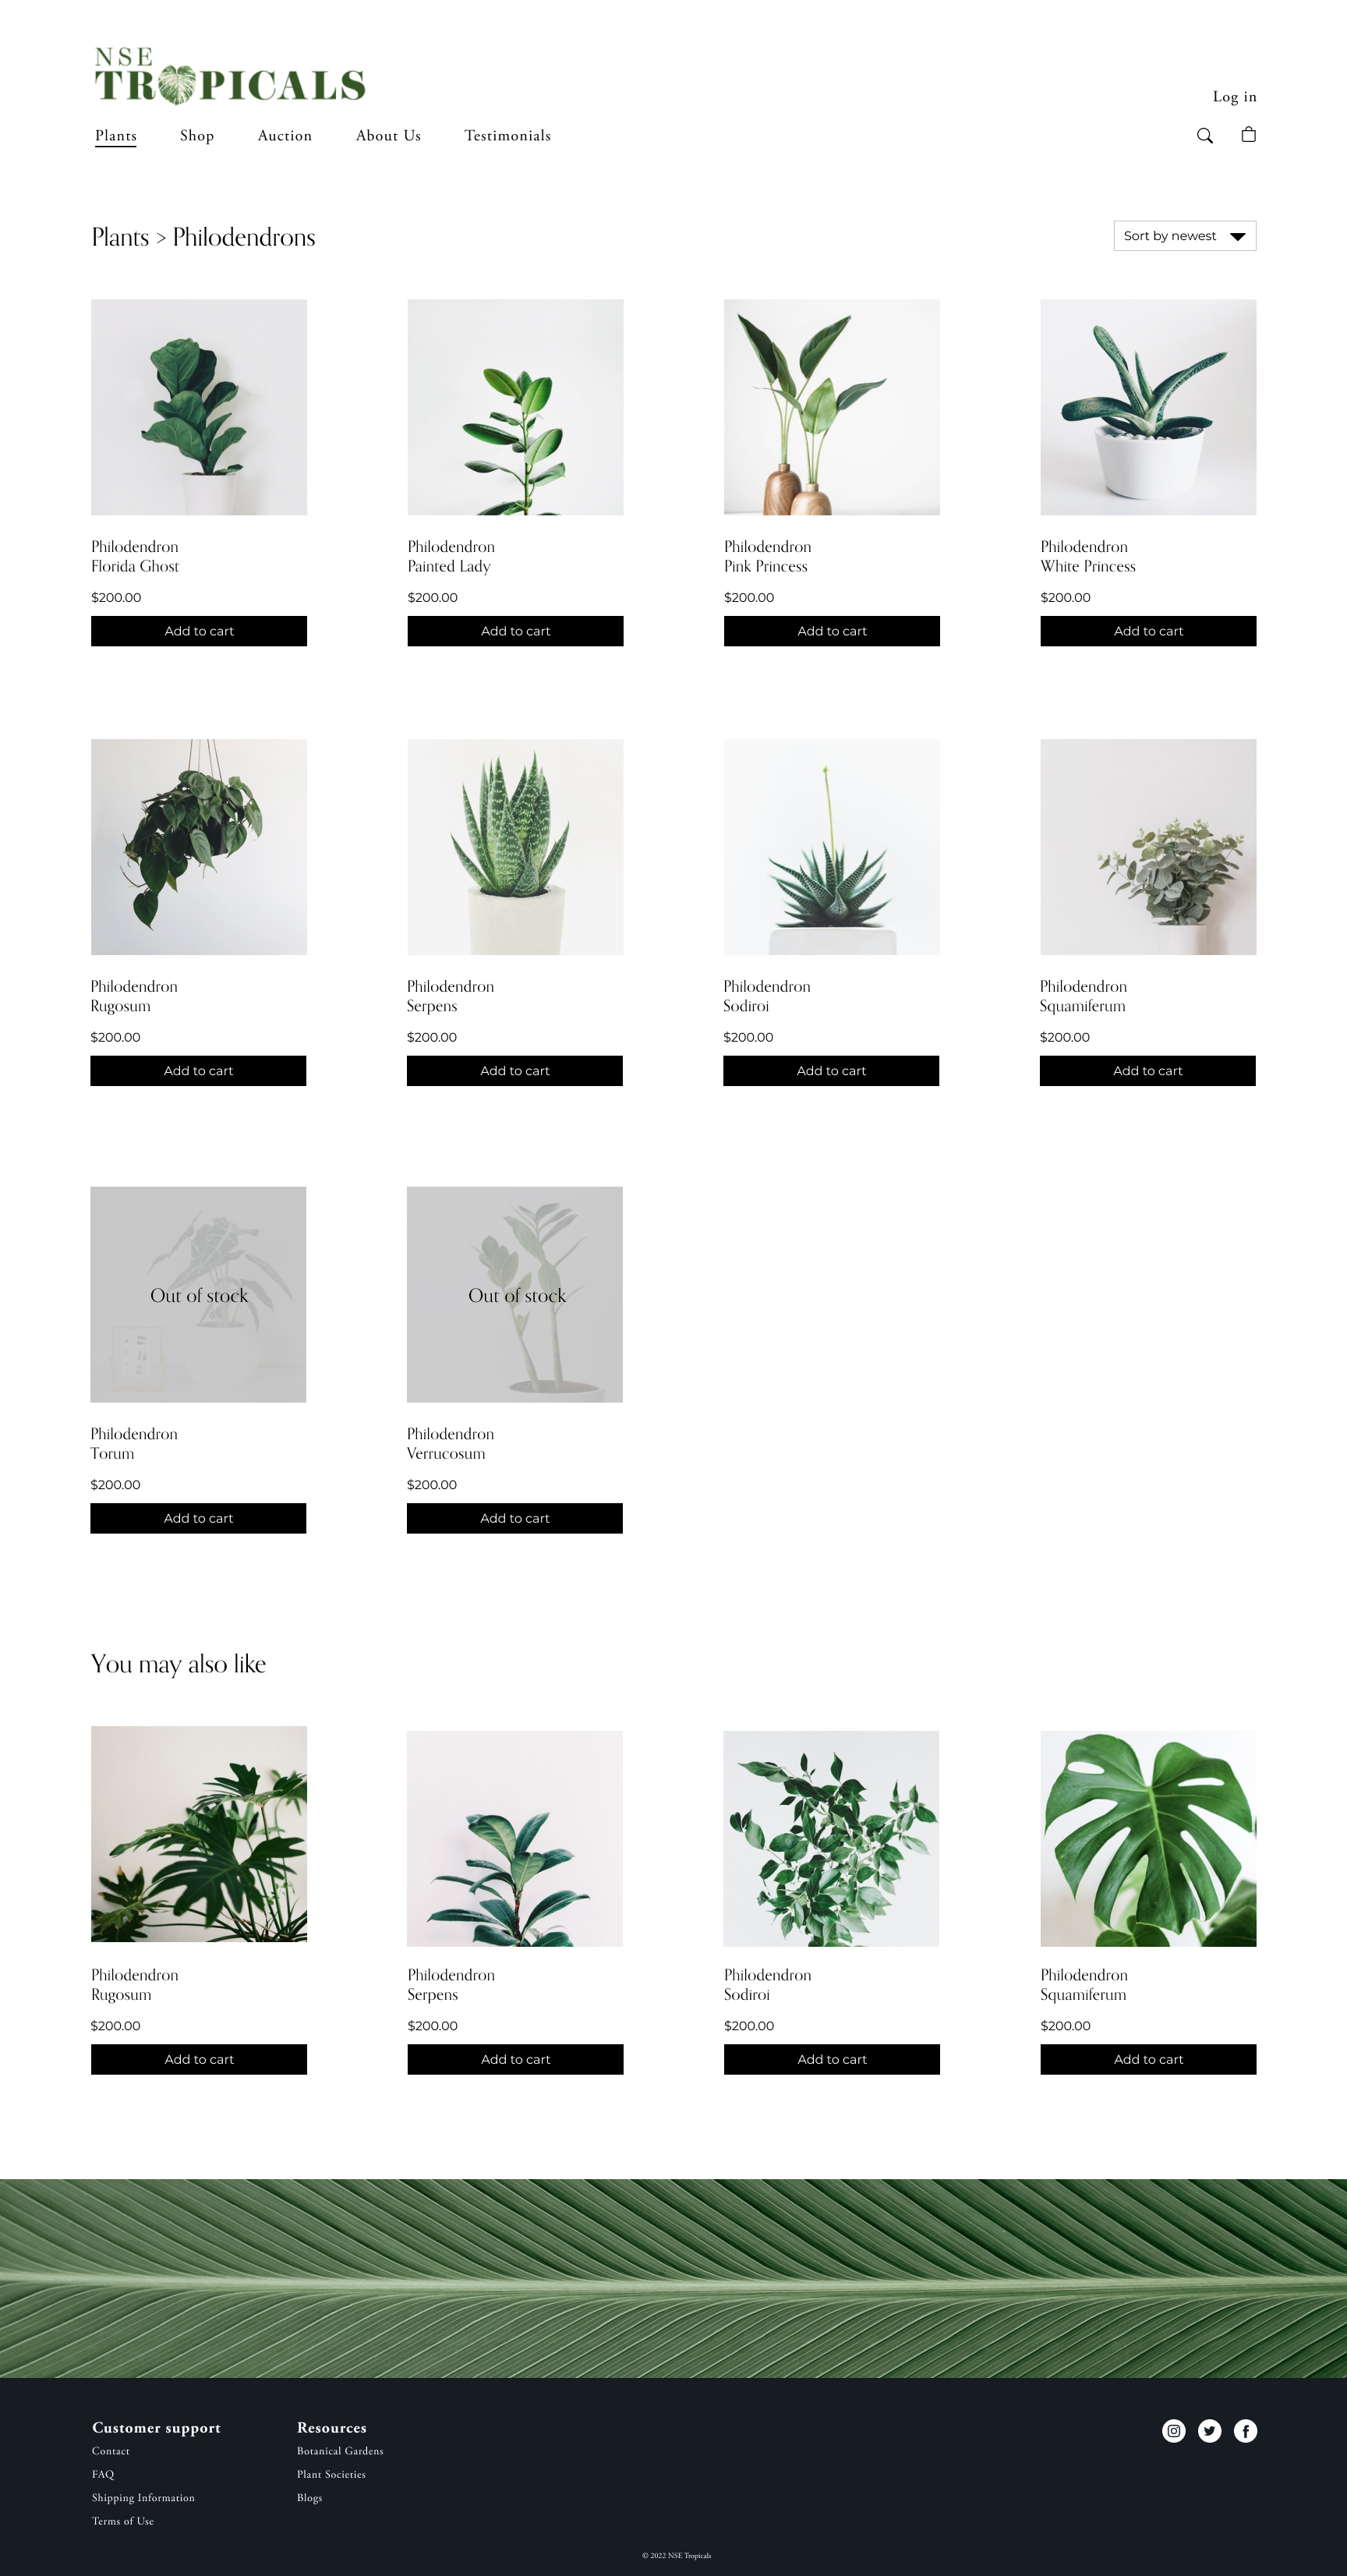 NSE
TROPICALS
Log in
Plants Shop Auction About Us Testimonials
Plants > Philodendrons
Sort by newest
Philodendron
Florida Ghost
$200.00
Add to cart
Philodendron
Painted Lady
$200.00
Add to cart
Philodendron
Pink Princess
$200.00
Add to cart
Philodendron
White Princess
$200.00
Add to cart
Philodendron
Rugosum
$200.00
Add to cart
Philodendron
Serpens
$200.00
Add to cart
Philodendron
Sodiroi
$200.00
Add to cart
Philodendron
Squamiferum
$200.00
Add to cart
Out of stock
Philodendron
Torum
$200.00
Add to cart
Out of stock
Philodendron
Verrucosum
$200.00
Add to cart
You may also like
Philodendron
Rugosum
$200.00
Add to cart
Philodendron
Serpens
$200.00
Add to cart
Philodendron
Sodiroi
$200.00
Add to cart
Philodendron
Squamiferum
$200.00
Add to cart
Customer support
Contact
FAQ
Shipping Information
Terms of Use
Resources
Botanical Gardens
Plant Societies
Blogs
© 2022 NSE Tropicals